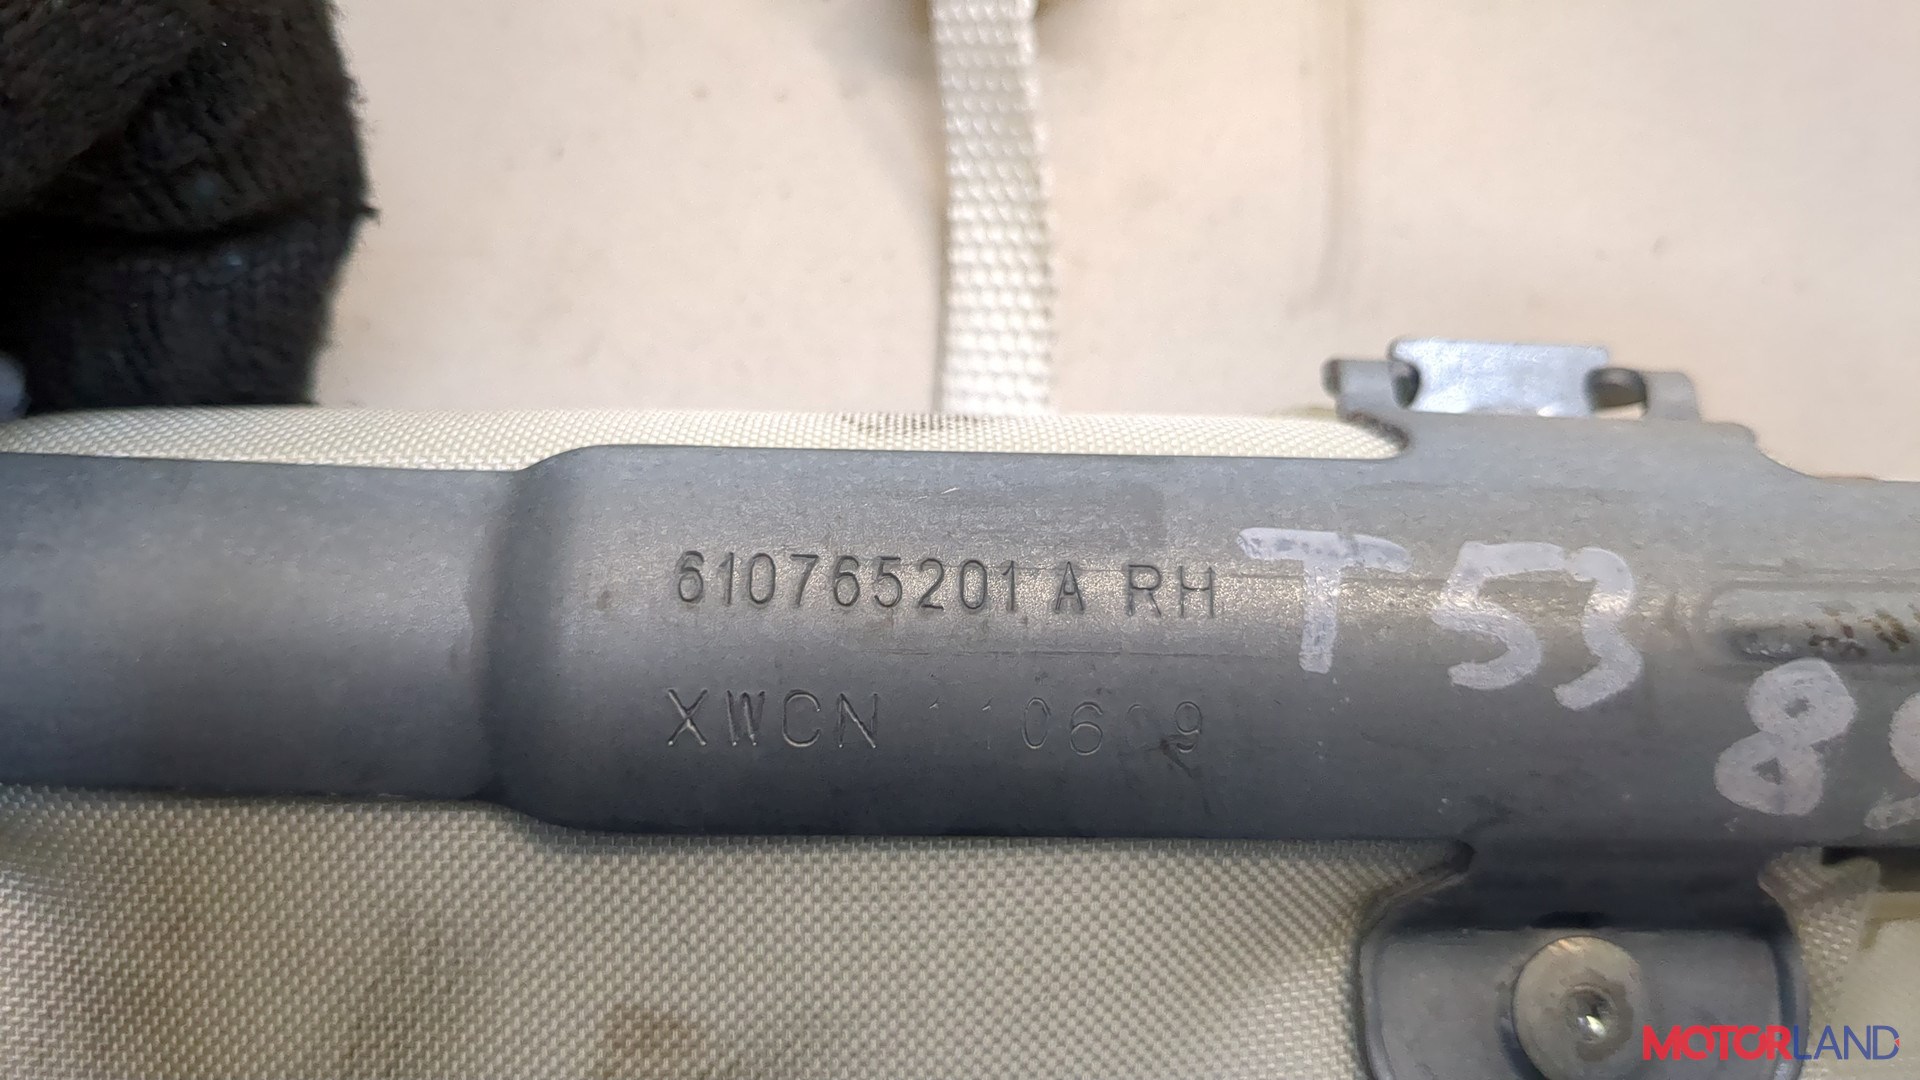 610765201 A RH
XWCN
T53
MOTORLAND